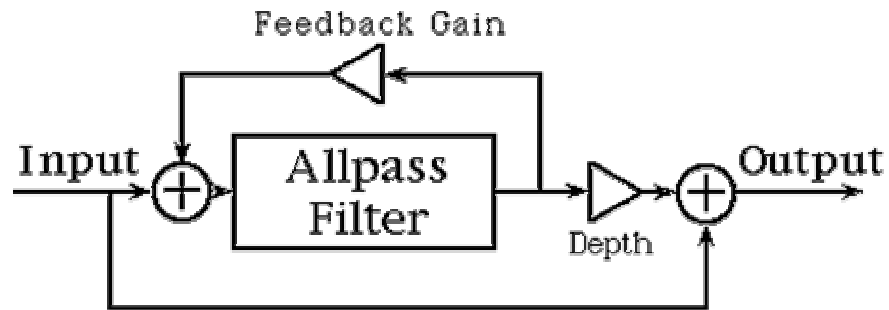 Feedback Gain
Input
Allpass
Filter
Output
Depth